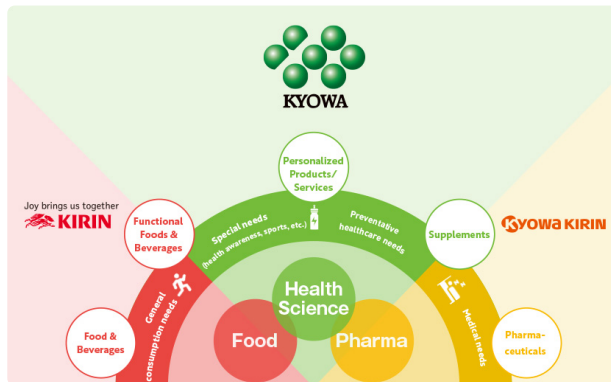 KYOWA
Personalized
Products/
Services
Joy brings us together
KIRIN
Functional
Foods &
Beverages
Special needs
(health awareness, sports, etc.)
Preventative
healthcare needs
Supplements
KYOWA KIRIN
General
consumption needs
Health
Science
Medical needs
Food &
Beverages
Food
Pharma
Pharma-
ceuticals